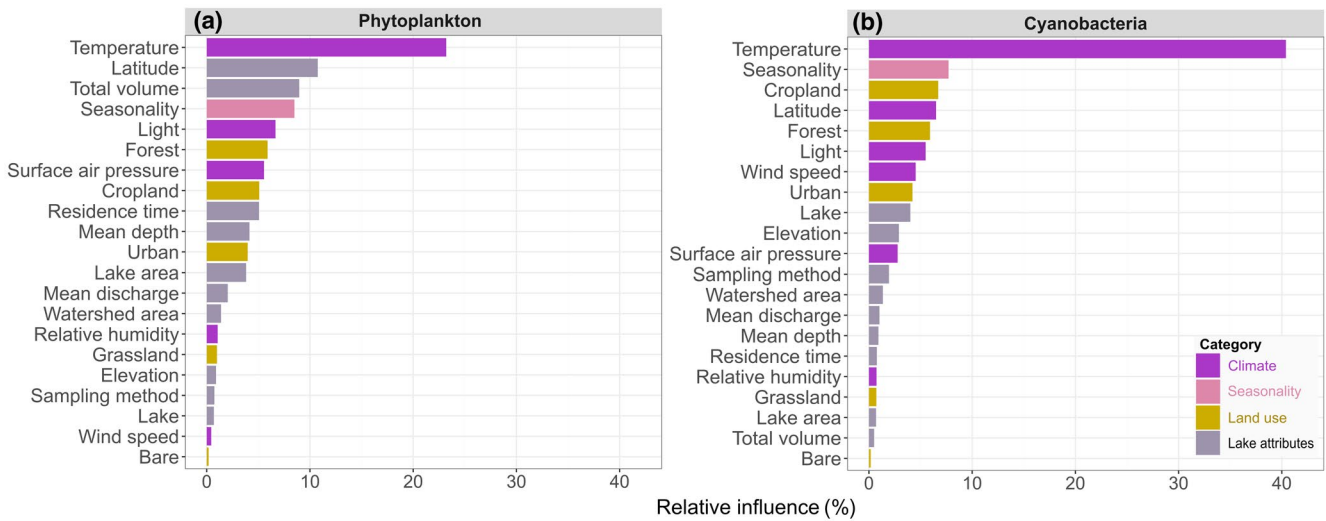 (a) Phytoplankton
Temperature
Latitude
Total volume
Seasonality
Light
Forest
Surface air pressure
Cropland
Residence time
Mean depth
Urban
Lake area
Mean discharge
Watershed area
Relative humidity
Grassland
Elevation
Sampling method
Lake
Wind speed
Bare
0 10 20 30 40
(b) Cyanobacteria
Temperature
Seasonality
Cropland
Latitude
Forest
Light
Wind speed
Urban
Lake
Elevation
Surface air pressure
Sampling method
Watershed area
Mean discharge
Mean depth
Residence time
Relative humidity
Grassland
Lake area
Total volume
Bare
0 10 20 30 40
Category
Climate
Seasonality
Land use
Lake attributes
Relative influence (%)